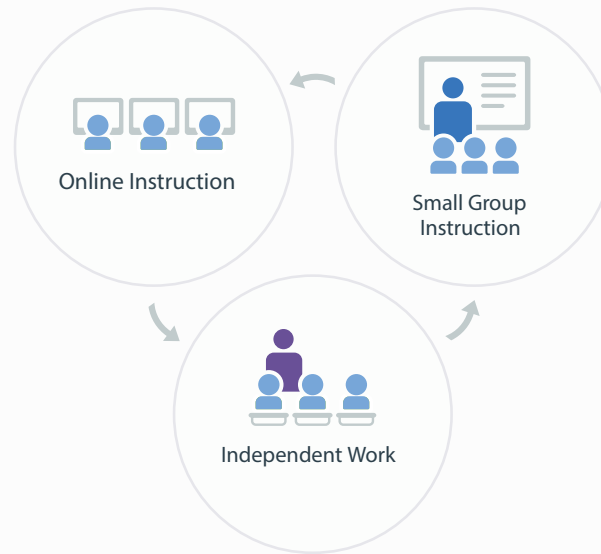 Online Instruction
Small Group
Instruction
Independent Work